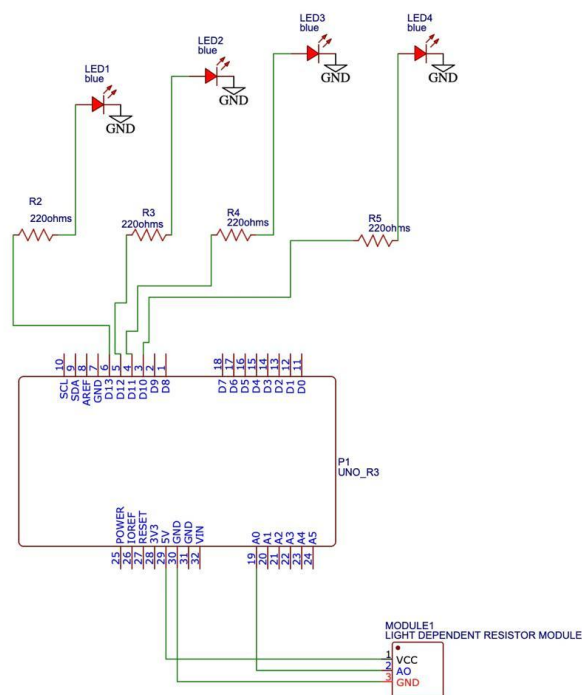 LED3
blue
LED4
blue
LED2
blue
LED1
blue
GND
GND
GND
GND
R2
220ohms
R3
220ohms
R4
220ohms
R5
220ohms
10 9 8 7 6 5 4 3 2 1
SCL SDA AREF GND D13 D12 D11 D10 D9 D8
18 17 16 15 14 13 12 11
D7 D6 D5 D4 D3 D2 D1 D0
P1
UNO_R3
POWER IOREF RESET 3V3 5V GND GND VIN
25 26 27 28 29 30 31 32
A0 A1 A2 A3 A4 A5
19 20 21 22 23 24
MODULE1
LIGHT DEPENDENT RESISTOR MODULE
1 VCC
2 AO
3 GND